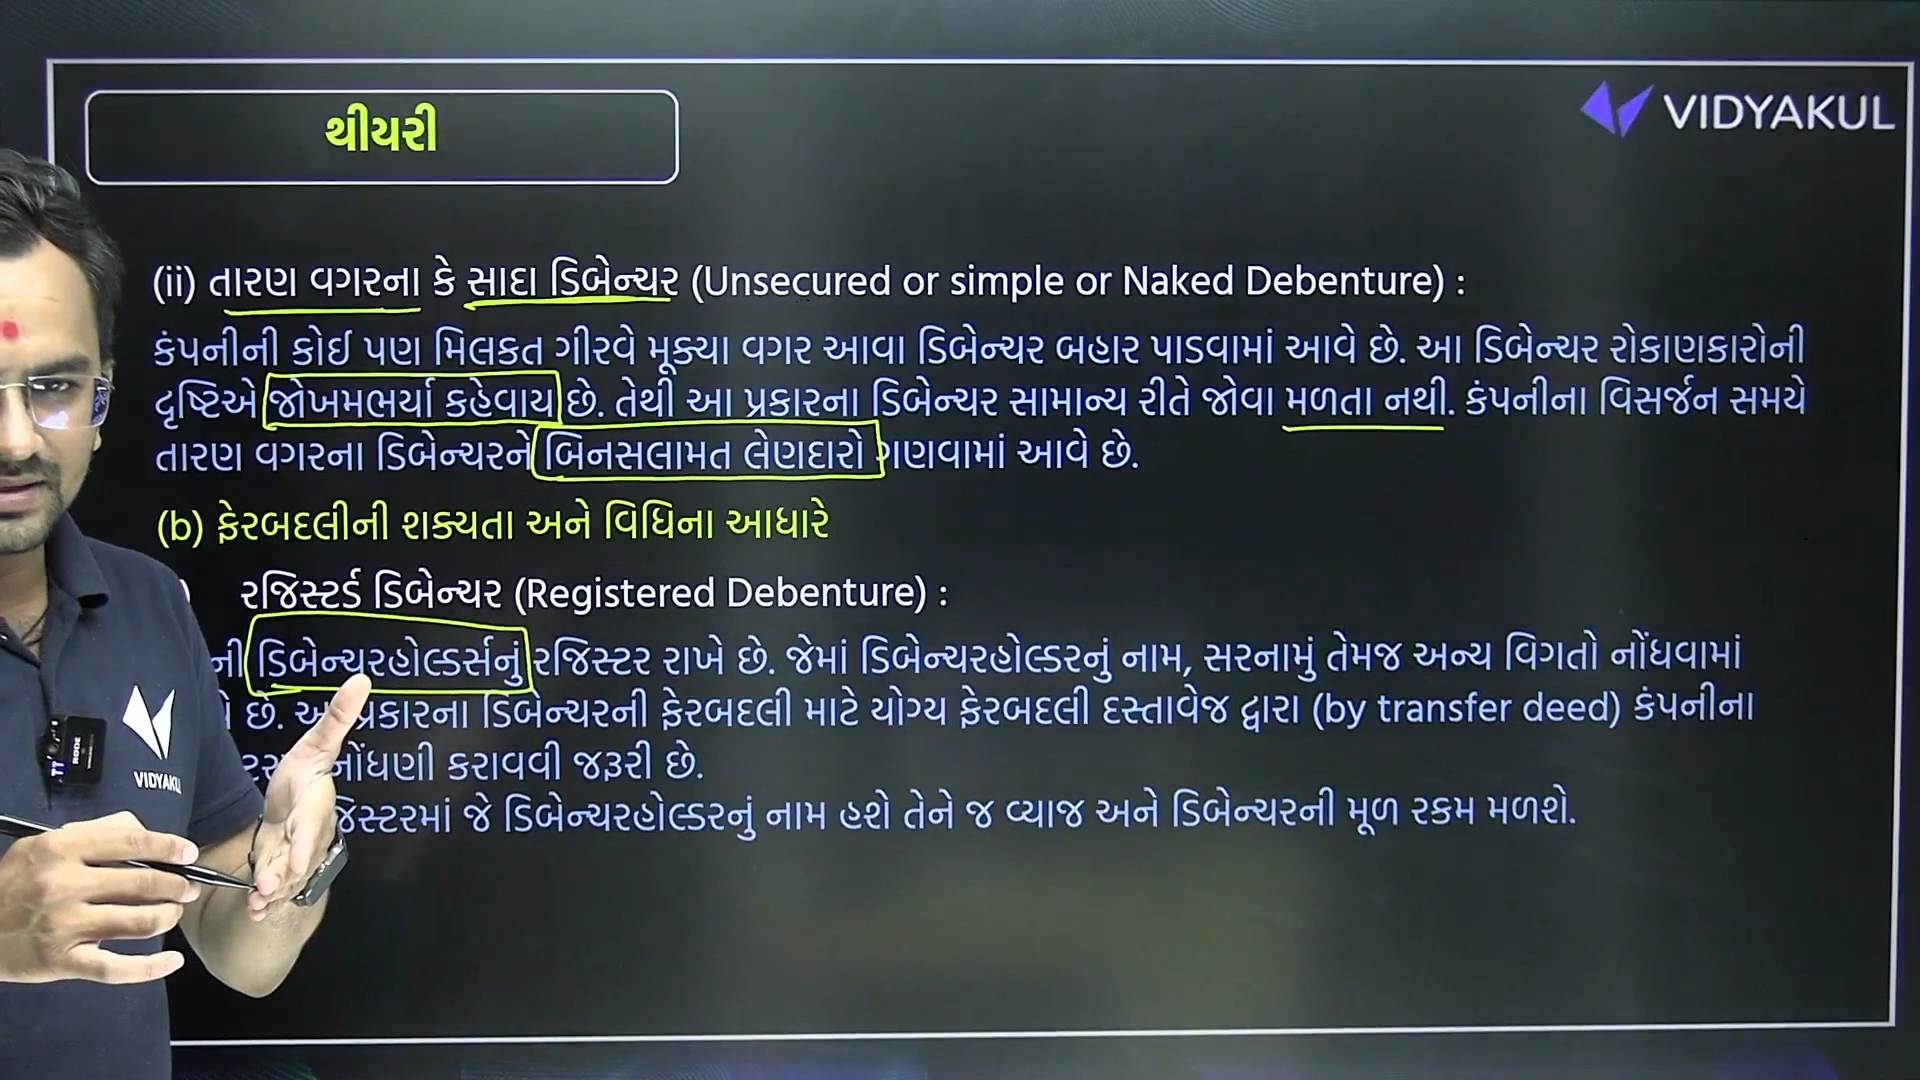 થીયરી
VIDYAKUL
(ii) તારણ વગરના કે સાદા ડિબેન્ચર (Unsecured or simple or Naked Debenture) :
કંપનીની કોઈ પણ મિલકત ગીરવે મૂક્યા વગર આવા ડિબેન્ચર બહાર પાડવામાં આવે છે. આ ડિબેન્ચર રોકાણકારોની
દૃષ્ટિએ જોખમભર્યા કહેવાય છે. તેથી આ પ્રકારના ડિબેન્ચર સામાન્ય રીતે જોવા મળતા નથી. કંપનીના વિસર્જન સમયે
તારણ વગરના ડિબેન્ચરને બિનસલામત લેણદારો ગણવામાં આવે છે.
(b) ફેરબદલીની શક્યતા અને વિધિના આધારે
રજિસ્ટર્ડ ડિબેન્ચર (Registered Debenture) :
ડિબેન્ચરહોલ્ડર્સનું રજિસ્ટર રાખે છે. જેમાં ડિબેન્ચરહોલ્ડરનું નામ, સરનામું તેમજ અન્ય વિગતો નોંધવામાં
છે. આ પ્રકારના ડિબેન્ચરની ફેરબદલી માટે યોગ્ય ફેરબદલી દસ્તાવેજ દ્વારા (by transfer deed) કંપનીના
નોંધણી કરાવવી જરૂરી છે.
જે ડિબેન્ચરહોલ્ડરનું નામ હશે તેને જ વ્યાજ અને ડિબેન્ચરની મૂળ રકમ મળશે.
RODE
VIDYAKUL